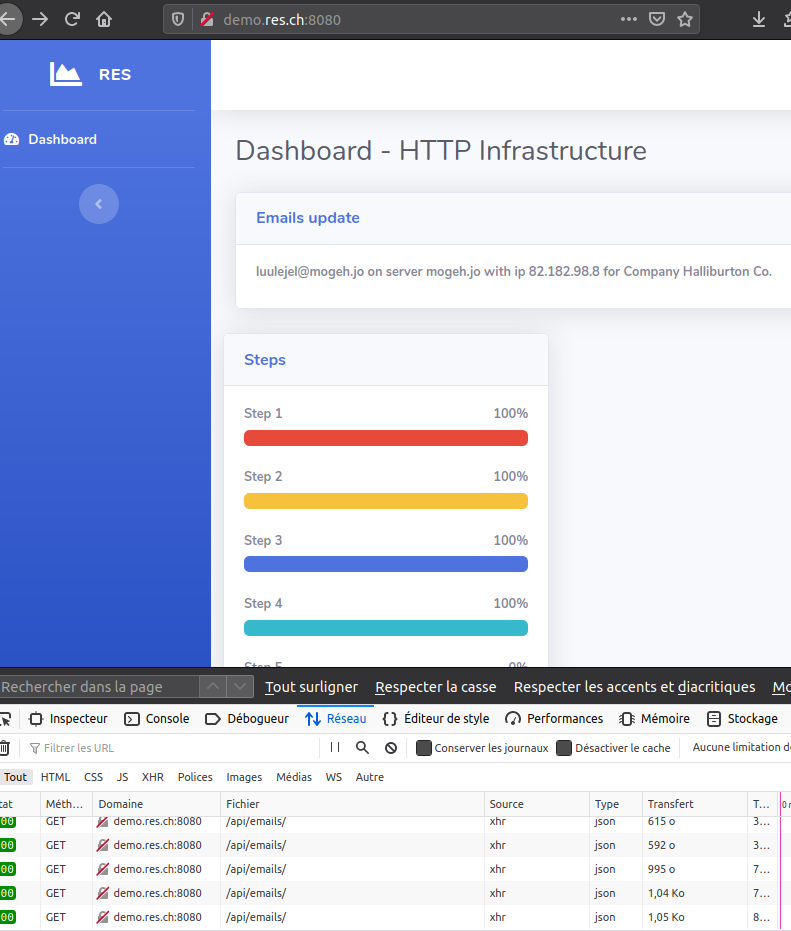 demo.res.ch:8080
RES
Dashboard
Dashboard - HTTP Infrastructure
Emails update
luulejel@mogeh.jo on server mogeh.jo with ip 82.182.98.8 for Company Halliburton Co.
Steps
Step 1 100%
Step 2 100%
Step 3 100%
Step 4 100%
Step 5 0%
Rechercher dans la page Tout surligner Respecter la casse Respecter les accents et diacritiques
Inspecteur Console Débogueur Réseau Éditeur de style Performances Mémoire Stockage
Filtrer les URL Conserver les journaux Désactiver le cache Aucune limitation
Tout HTML CSS JS XHR Polices Images Médias WS Autre
tat Méth... Domaine Fichier Source Type Transfert T... 0
00 GET demo.res.ch:8080 /api/emails/ xhr json 615 o 3...
00 GET demo.res.ch:8080 /api/emails/ xhr json 592 o 3...
00 GET demo.res.ch:8080 /api/emails/ xhr json 995 o 7...
00 GET demo.res.ch:8080 /api/emails/ xhr json 1,04 Ko 7...
00 GET demo.res.ch:8080 /api/emails/ xhr json 1,05 Ko 8...